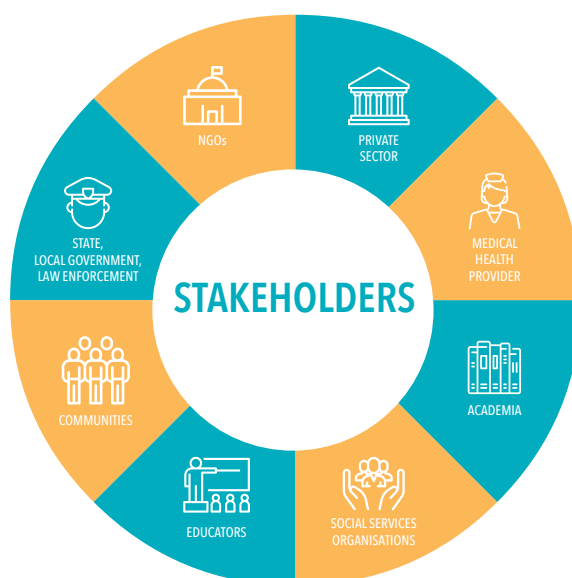 NGOs
PRIVATE
SECTOR
MEDICAL
HEALTH
PROVIDER
STATE,
LOCAL GOVERNMENT,
LAW ENFORCEMENT
STAKEHOLDERS
ACADEMIA
COMMUNITIES
SOCIAL SERVICES
ORGANISATIONS
EDUCATORS